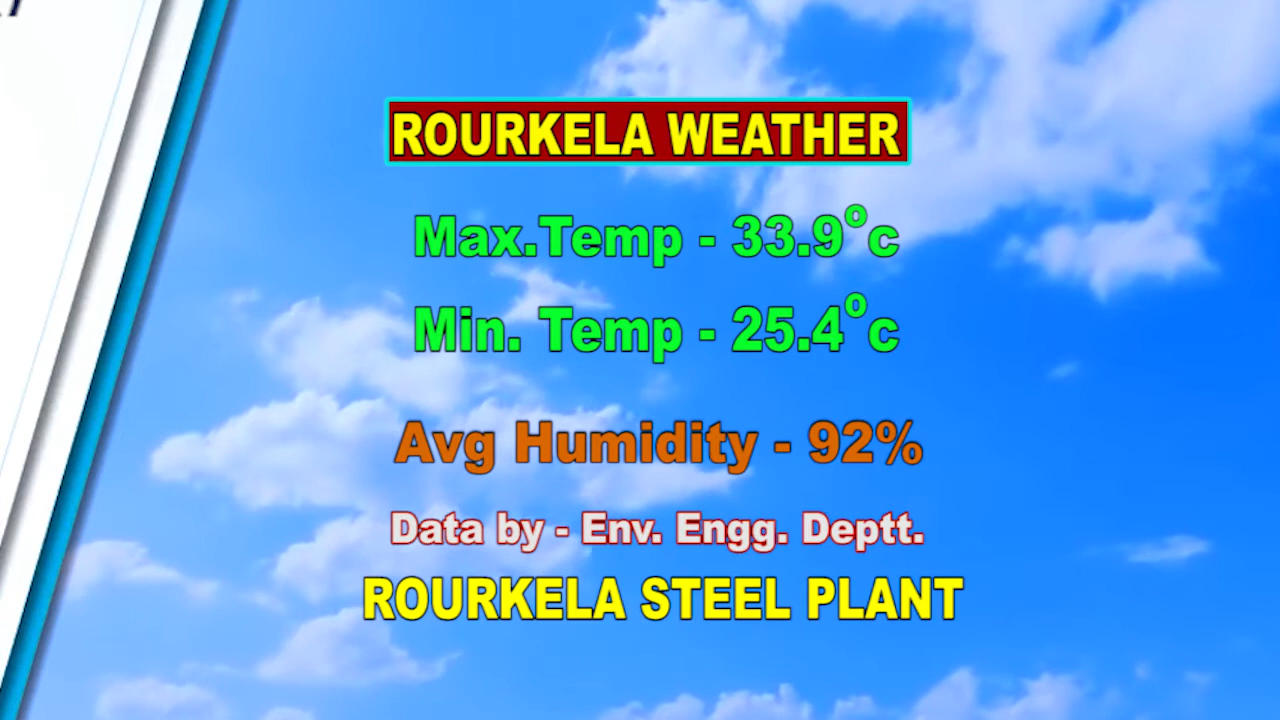 ROURKELA WEATHER
Max.Temp - 33.9°c
Min. Temp - 25.4°c
Avg Humidity - 92%
Data by - Env. Engg. Deptt.
ROURKELA STEEL PLANT